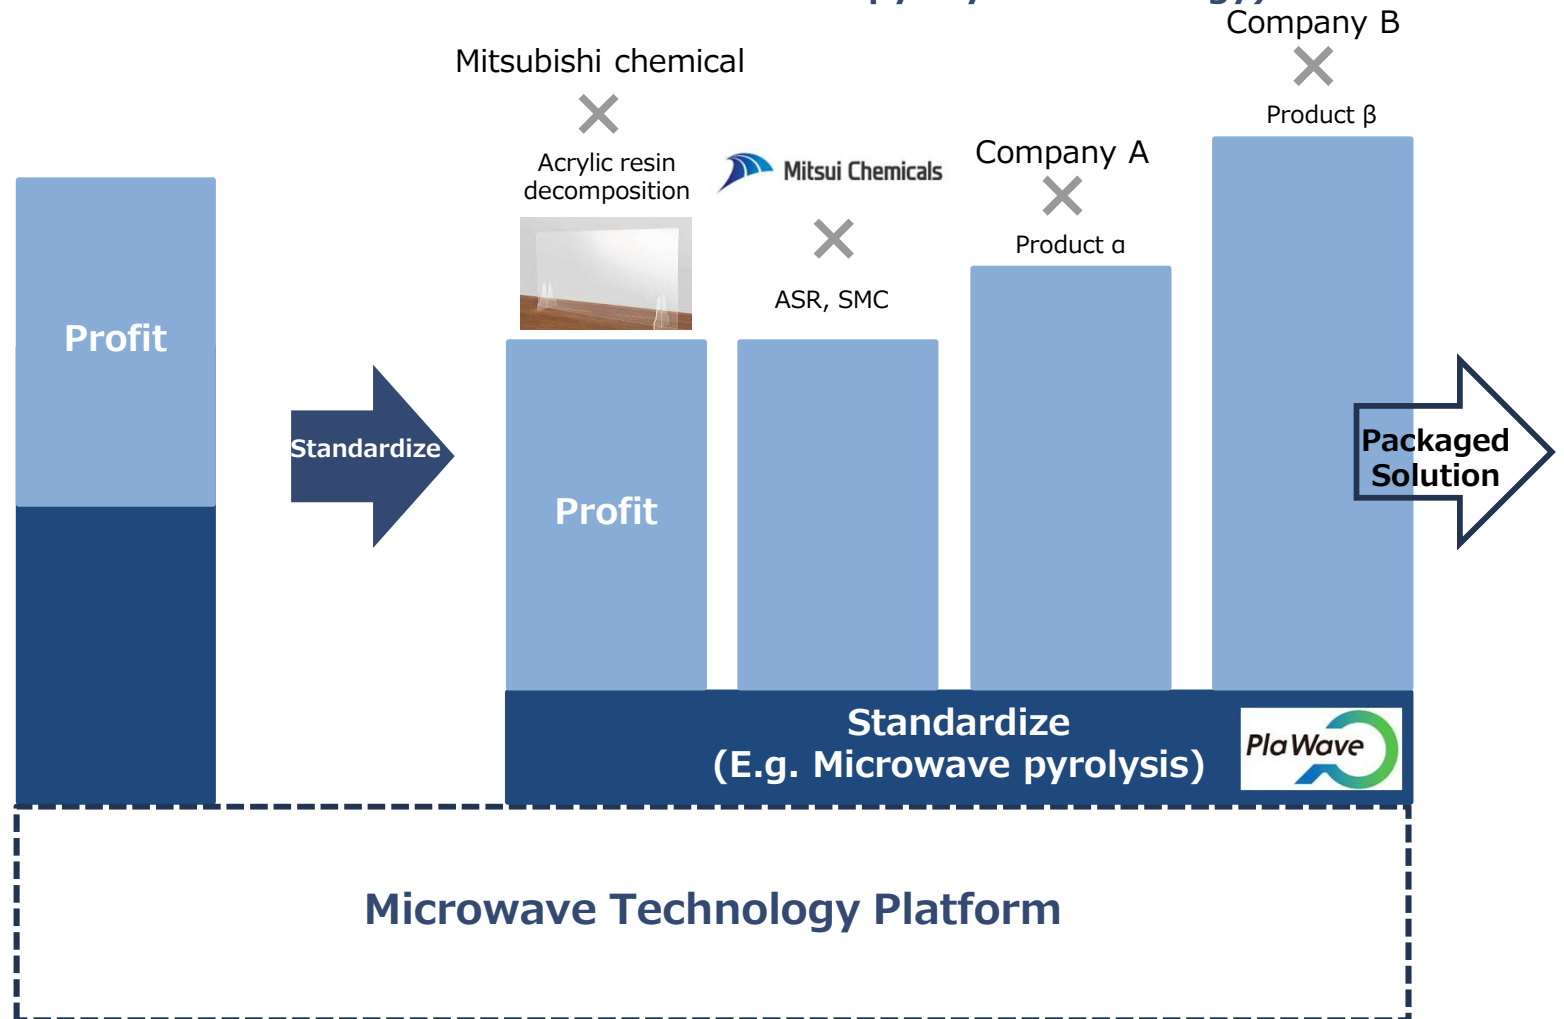 Company B
Mitsubishi chemical
Product β
Acrylic resin
decomposition
Mitsui Chemicals
Company A
Product α
ASR, SMC
Profit
Standardize
Profit
Packaged
Solution
Standardize
(E.g. Microwave pyrolysis)
PlaWave
Microwave Technology Platform